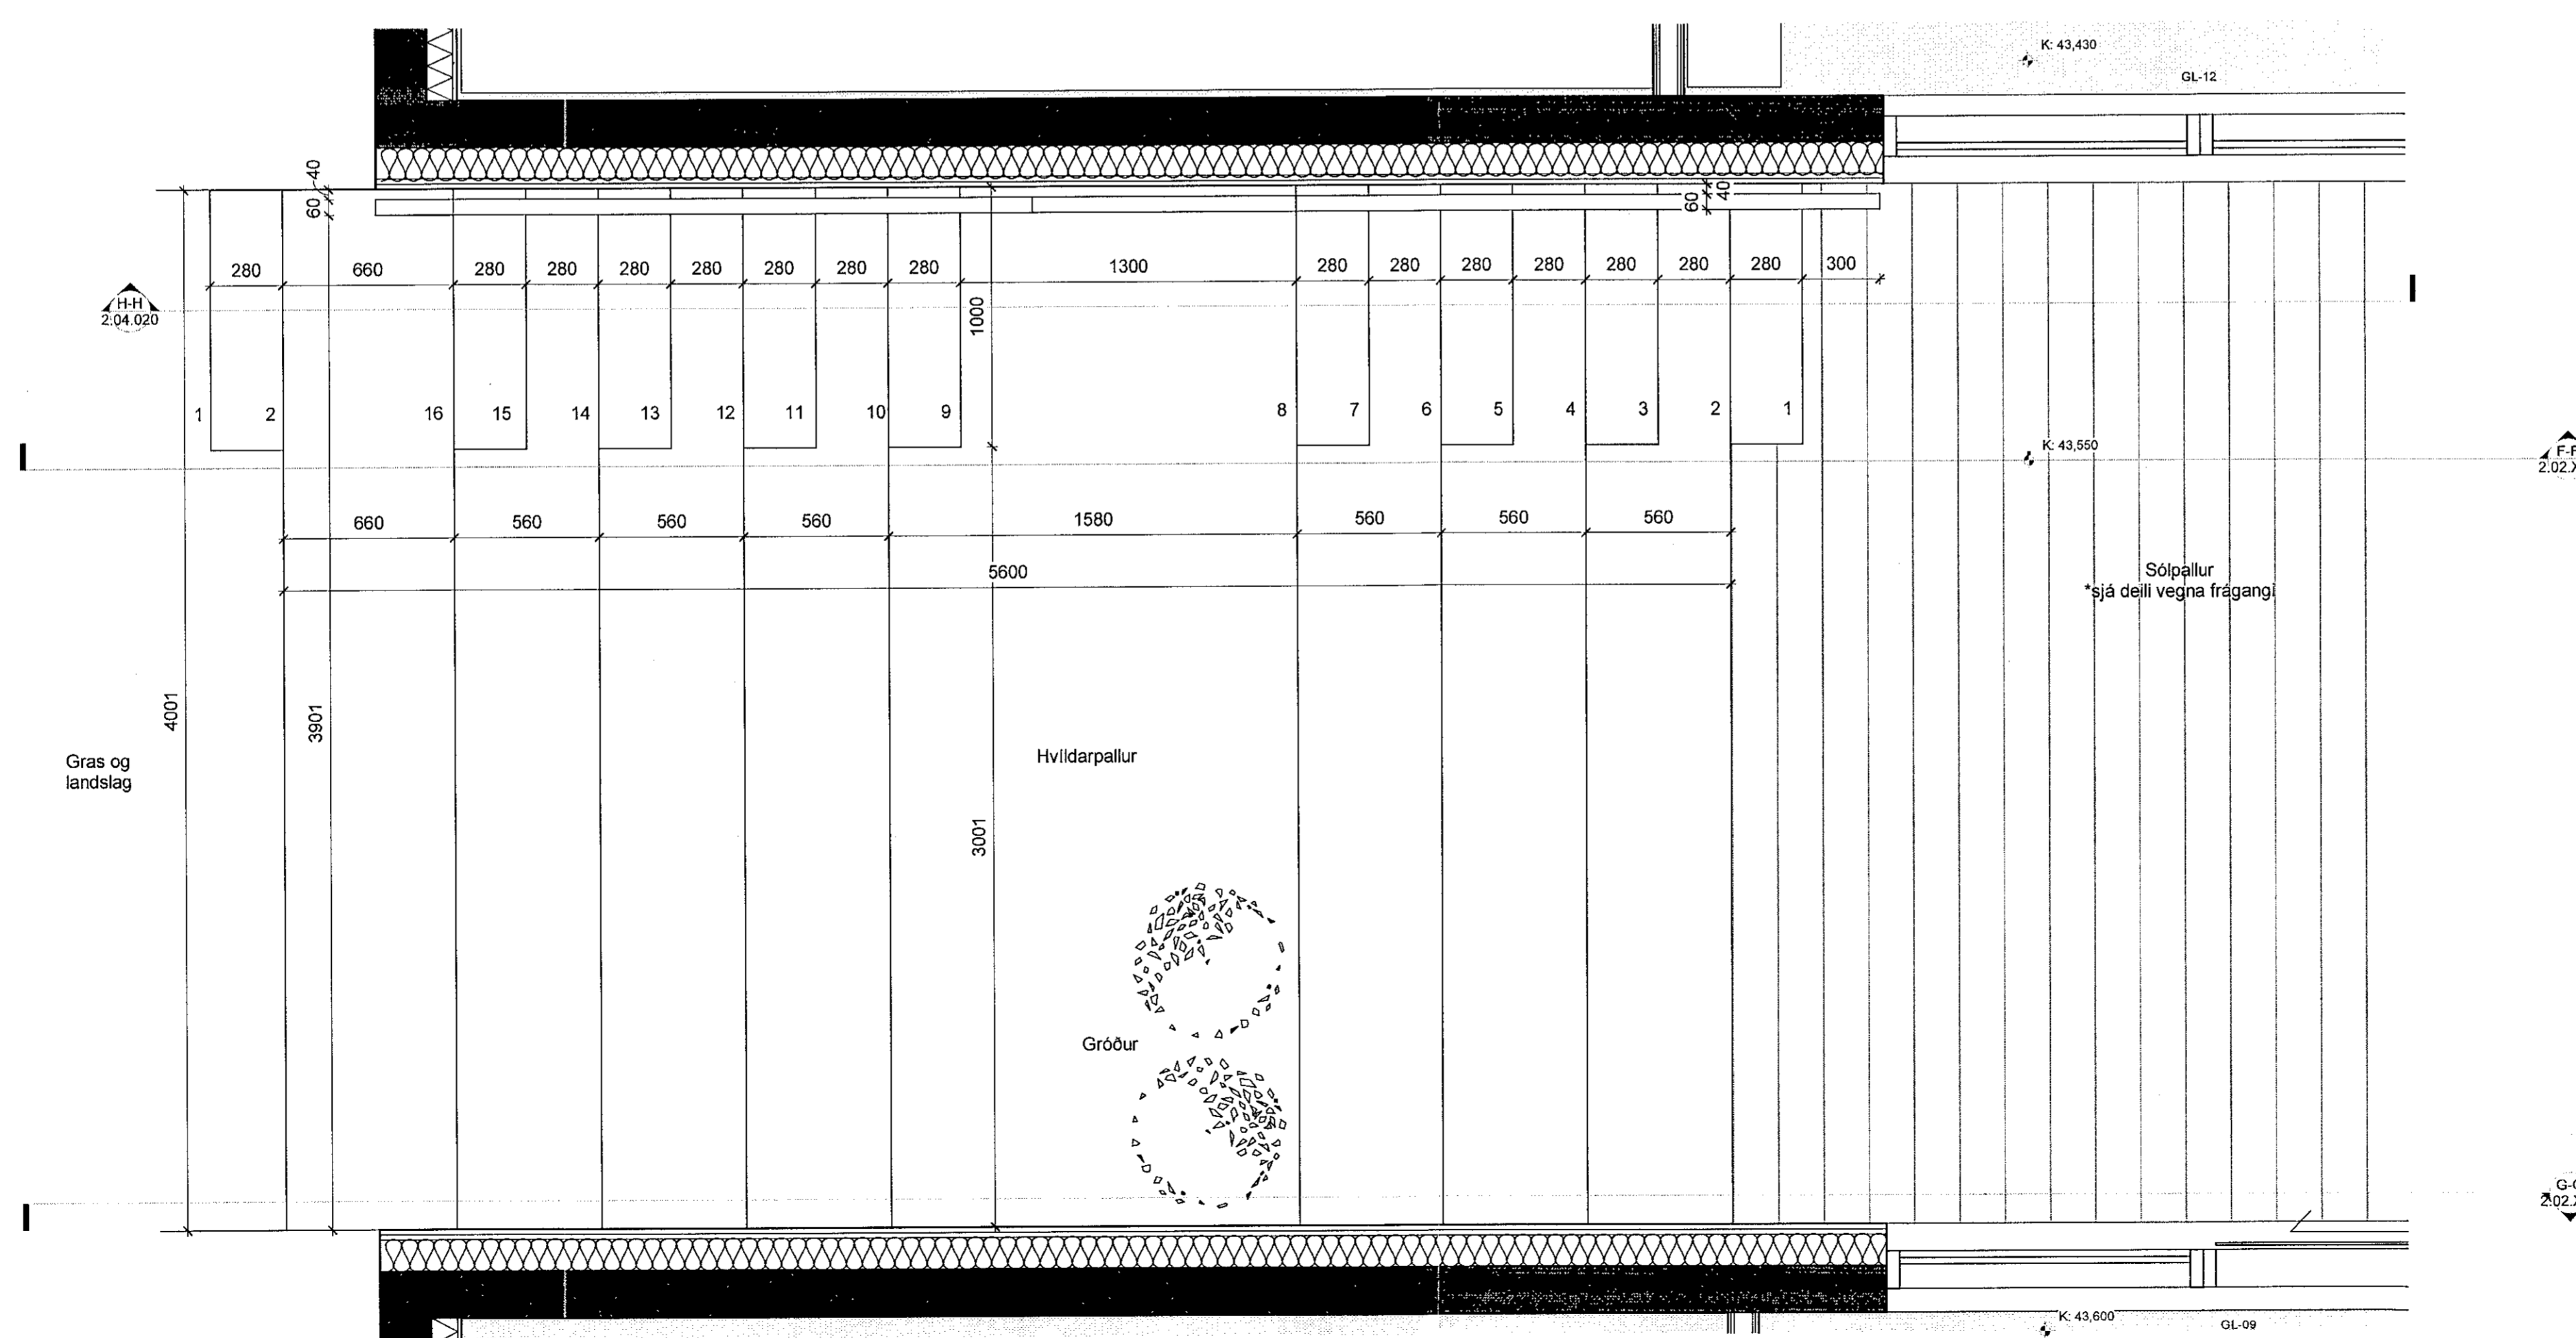 K: 43,430
GL-12
40
60
60
40
280 660 280 280 280 280 280 280 280 1300 280 280 280 280 280 280 280 300
H-H
2.04.020
1000
1 2 16 15 14 13 12 11 10 9 8 7 6 5 4 3 2 1
K: 43,550
660 560 560 560 1580 560 560 560
5600
Sólpallur
*sjá deili vegna frágangi
4001
3901
Gras og
landslag
Hvíldarpallur
3001
Gróður
K: 43,600
GL-09